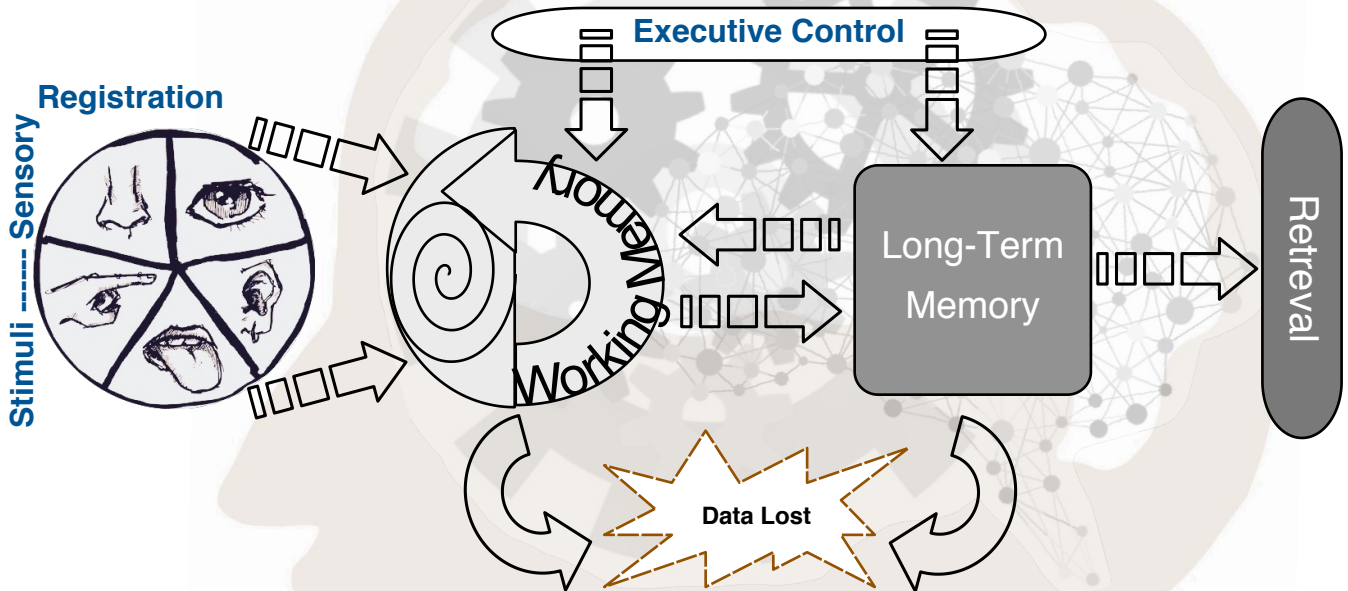 Executive Control
Registration
Stimuli ------ Sensory
Working Memory
Long-Term
Memory
Retreval
Data Lost